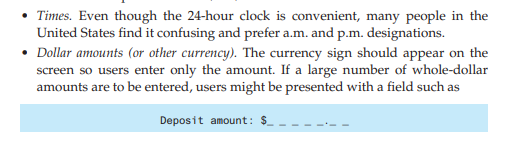 • Times. Even though the 24-hour clock is convenient, many people in the
United States find it confusing and prefer a.m. and p.m. designations.
• Dollar amounts (or other currency). The currency sign should appear on the
screen so users enter only the amount. If a large number of whole-dollar
amounts are to be entered, users might be presented with a field such as
Deposit amount: $_ _ _ _ _._ _